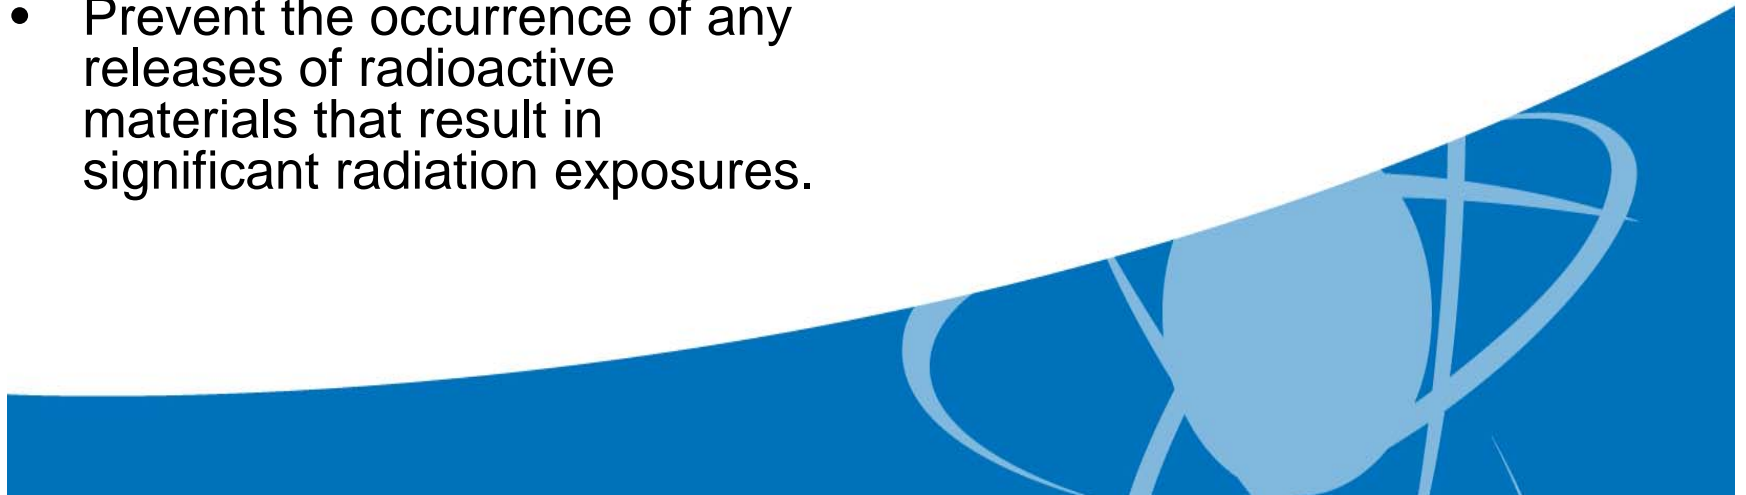 • Prevent the occurrence of any
releases of radioactive
materials that result in
significant radiation exposures.